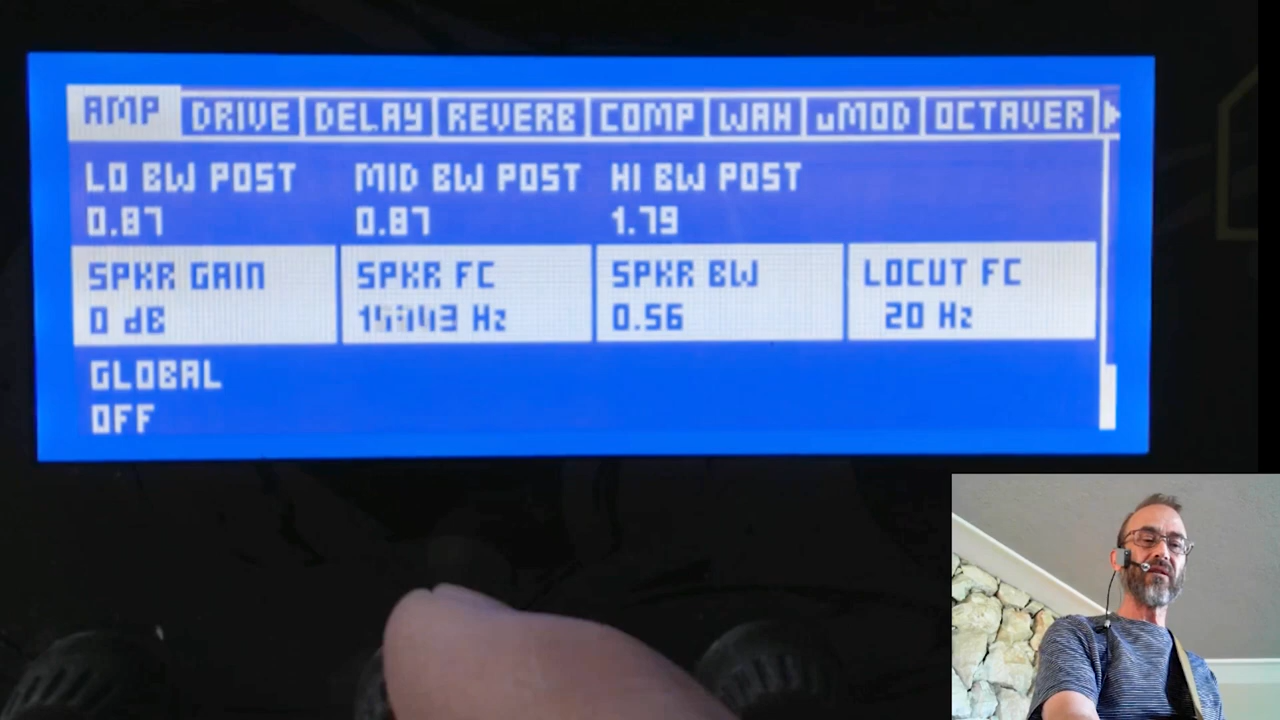 AMP DRIVE DELAY REVERB COMP WAH uMOD OCTAVER
LO BW POST MID BW POST HI BW POST
0.87 0.87 1.79
SPKR GAIN SPKR FC SPKR BW LOCUT FC
0 dB Hz 0.56 20 Hz
GLOBAL
OFF